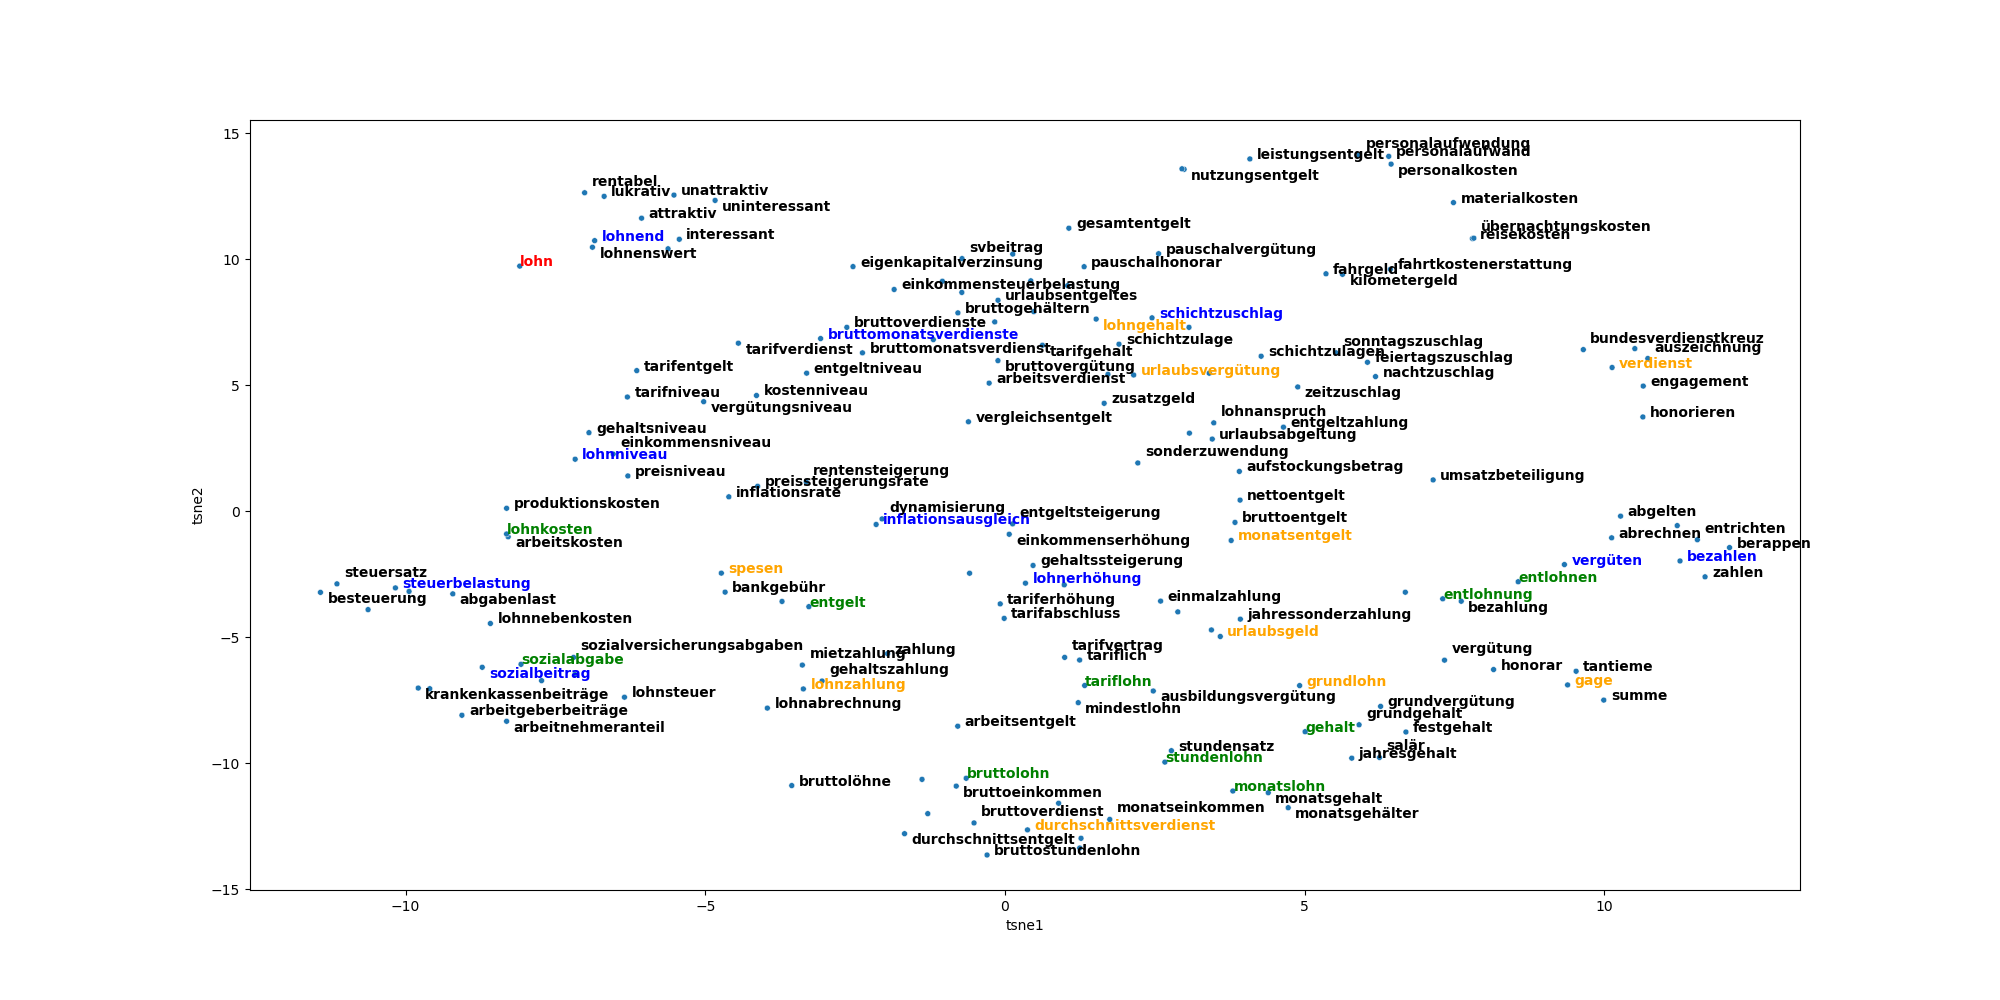 15
10
5
0
−5
−10
−15
tsne2
−10
−5
0
5
10
tsne1
personalaufwendung
personalaufwand
leistungsentgelt
personalkosten
nutzungsentgelt
rentabel
lukrativ
unattraktiv
uninteressant
attraktiv
materialkosten
gesamtentgelt
übernachtungskosten
reisekosten
lohnend
interessant
lohnenswert
svbeitrag
pauschalvergütung
lohn
eigenkapitalverzinsung
pauschalhonorar
fahrgeld
fahrtkostenerstattung
kilometergeld
einkommensteuerbelastung
urlaubsentgeltes
bruttogehältern
schichtzuschlag
bruttoverdienste
lohngehalt
bruttomonatsverdienste
schichtzulage
sonntagszuschlag
bundesverdienstkreuz
tarifverdienst
bruttomonatsverdienst
tarifgehalt
schichtzulagen
auszeichnung
feiertagszuschlag
verdienst
tarifentgelt
entgeltniveau
bruttovergütung
urlaubsvergütung
nachtzuschlag
arbeitsverdienst
engagement
tarifniveau
kostenniveau
zeitzuschlag
zusatzgeld
vergütungsniveau
vergleichsentgelt
lohnanspruch
honorieren
entgeltzahlung
gehaltsniveau
urlaubsabgeltung
einkommensniveau
lohnniveau
sonderzuwendung
preisniveau
rentensteigerung
aufstockungsbetrag
umsatzbeteiligung
preissteigerungsrate
inflationsrate
nettoentgelt
produktionskosten
dynamisierung
entgeltsteigerung
abgelten
inflationsausgleich
bruttoentgelt
lohnkosten
monatsentgelt
abrechnen
entrichten
arbeitskosten
einkommenserhöhung
berappen
steuersatz
spesen
gehaltssteigerung
vergüten
bezahlen
steuerbelastung
lohnerhöhung
entlohnen
zahlen
bankgebühr
besteuerung
abgabenlast
entgelt
tariferhöhung
einmalzahlung
entlohnung
bezahlung
lohnnebenkosten
tarifabschluss
jahressonderzahlung
urlaubsgeld
sozialversicherungsabgaben
mietzahlung
zahlung
tarifvertrag
tariflich
vergütung
sozialabgabe
gehaltszahlung
honorar
tantieme
sozialbeitrag
lohnzahlung
tariflohn
grundlohn
gage
krankenkassenbeiträge
lohnsteuer
ausbildungsvergütung
summe
arbeitgeberbeiträge
lohnabrechnung
mindestlohn
grundvergütung
grundgehalt
arbeitnehmeranteil
arbeitsentgelt
gehalt
festgehalt
stundensatz
stundenlohn
salär
jahresgehalt
bruttolöhne
bruttolohn
bruttoeinkommen
monatslohn
monatsgehalt
bruttoverdienst
monatseinkommen
monatsgehälter
durchschnittsverdienst
durchschnittsentgelt
bruttostundenlohn